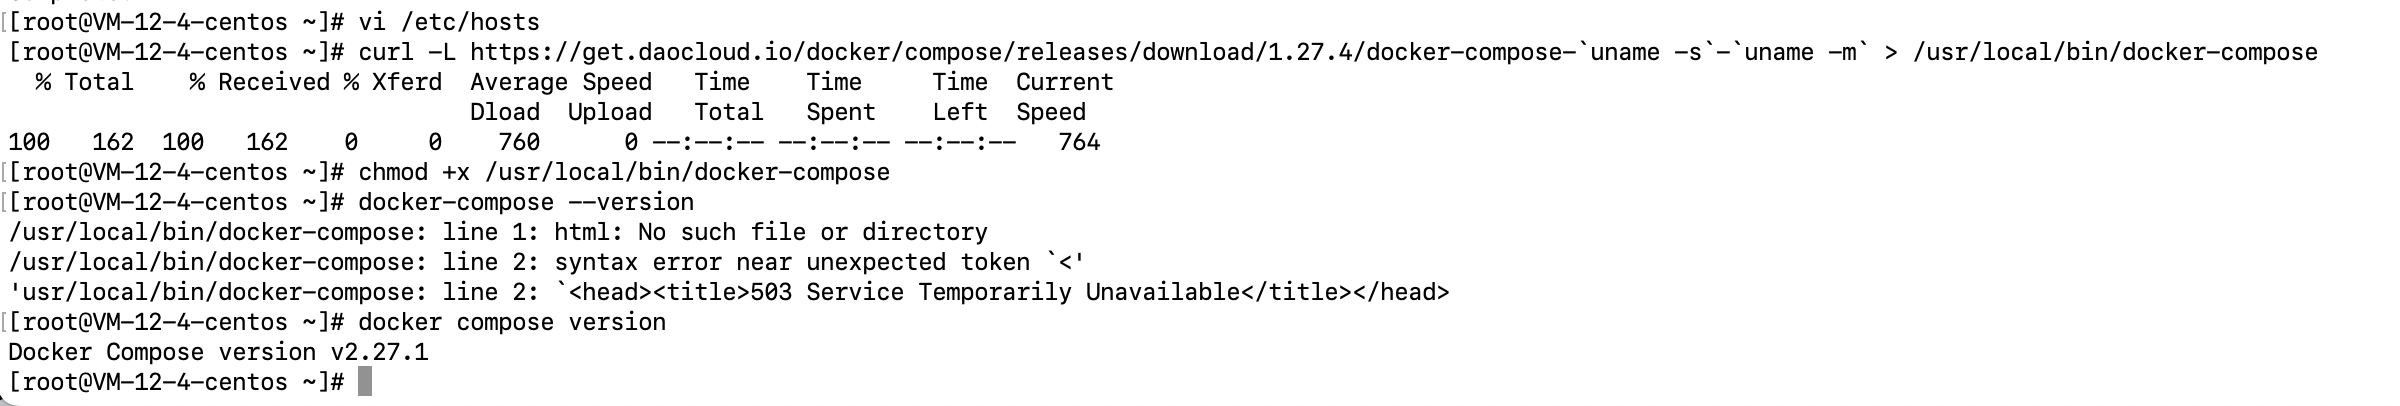 [[root@VM-12-4-centos ~]# vi /etc/hosts
[root@VM-12-4-centos ~]# curl -L https://get.daocloud.io/docker/compose/releases/download/1.27.4/docker-compose-`uname -s`-`uname -m` > /usr/local/bin/docker-compose
  % Total    % Received % Xferd  Average Speed   Time    Time     Time  Current
                                 Dload  Upload   Total   Spent    Left  Speed
100   162  100   162    0     0    760      0 --:--:-- --:--:-- --:--:--   764
[[root@VM-12-4-centos ~]# chmod +x /usr/local/bin/docker-compose
[[root@VM-12-4-centos ~]# docker-compose --version
/usr/local/bin/docker-compose: line 1: html: No such file or directory
/usr/local/bin/docker-compose: line 2: syntax error near unexpected token `<'
'usr/local/bin/docker-compose: line 2: `<head><title>503 Service Temporarily Unavailable</title></head>
[[root@VM-12-4-centos ~]# docker compose version
Docker Compose version v2.27.1
[root@VM-12-4-centos ~]#